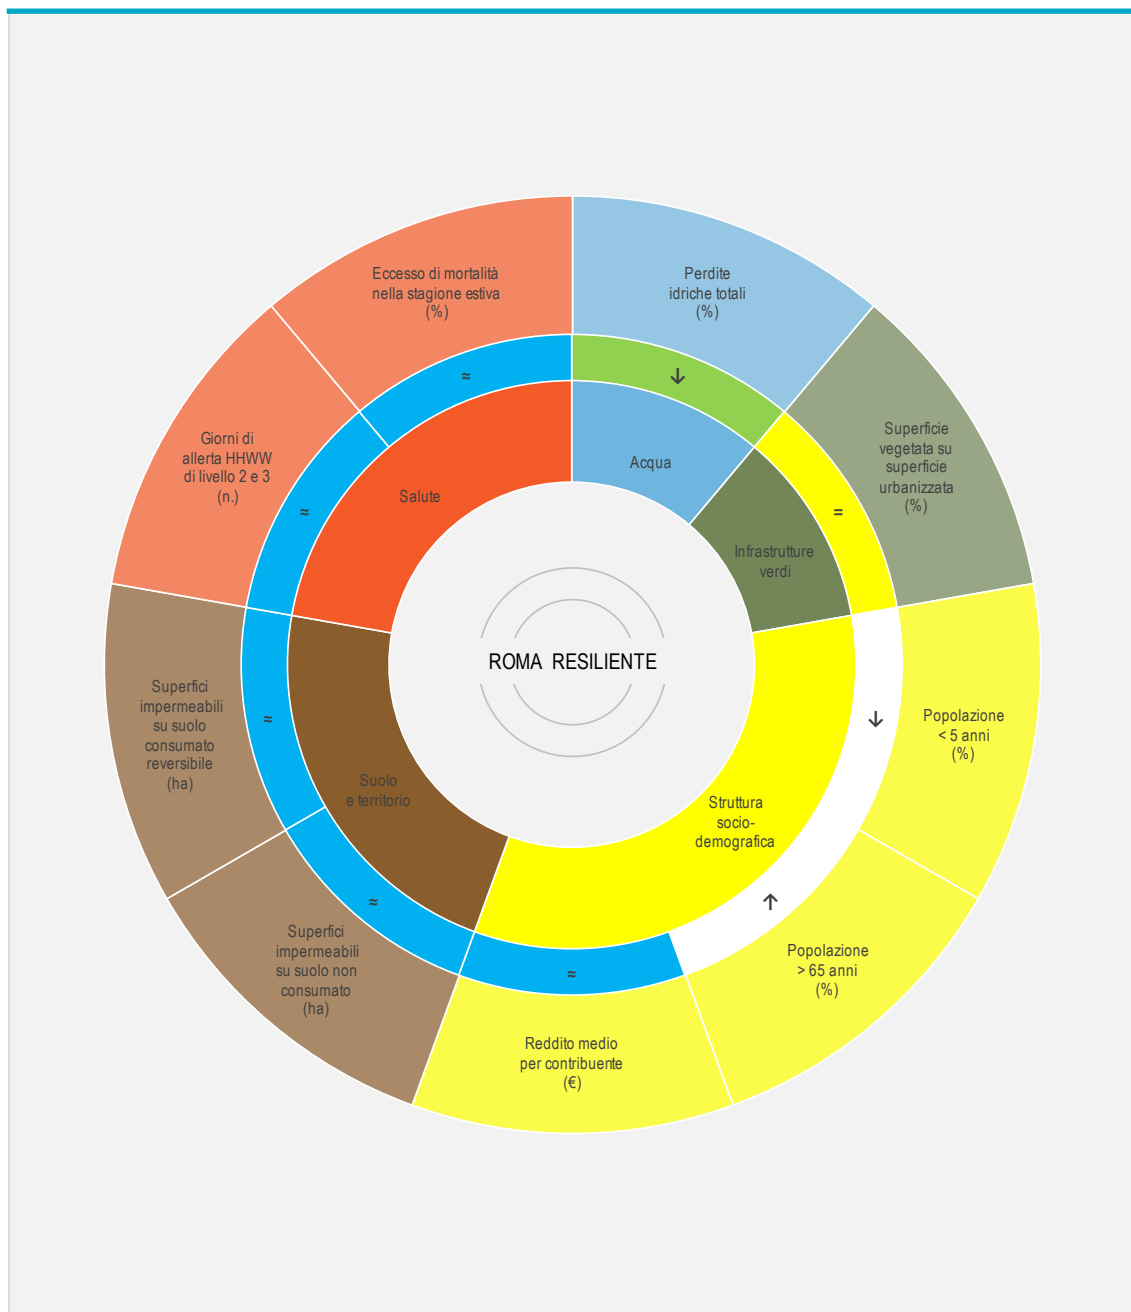 Eccesso di mortalità
nella stagione estiva
(%)
≈
Perdite
idriche totali
(%)
↓
Giorni di
allerta HHWW
di livello 2 e 3
(n.)
≈
Salute
Acqua
Superficie
vegetata su
superficie
urbanizzata
(%)
=
Infrastrutture
verdi
ROMA RESILIENTE
Superfici
impermeabili
su suolo
consumato
reversibile
(ha)
≈
Suolo
e territorio
Struttura
socio-
demografica
Popolazione
< 5 anni
(%)
↓
Superfici
impermeabili
su suolo non
consumato
(ha)
≈
Popolazione
> 65 anni
(%)
↑
≈
Reddito medio
per contribuente
(€)